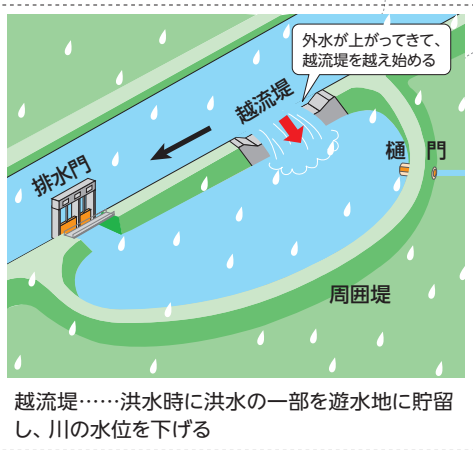 外水が上がってきて、
越流堤を越え始める
越流堤
排水門
樋 門
周囲堤
越流堤……洪水時に洪水の一部を遊水地に貯留
し、川の水位を下げる